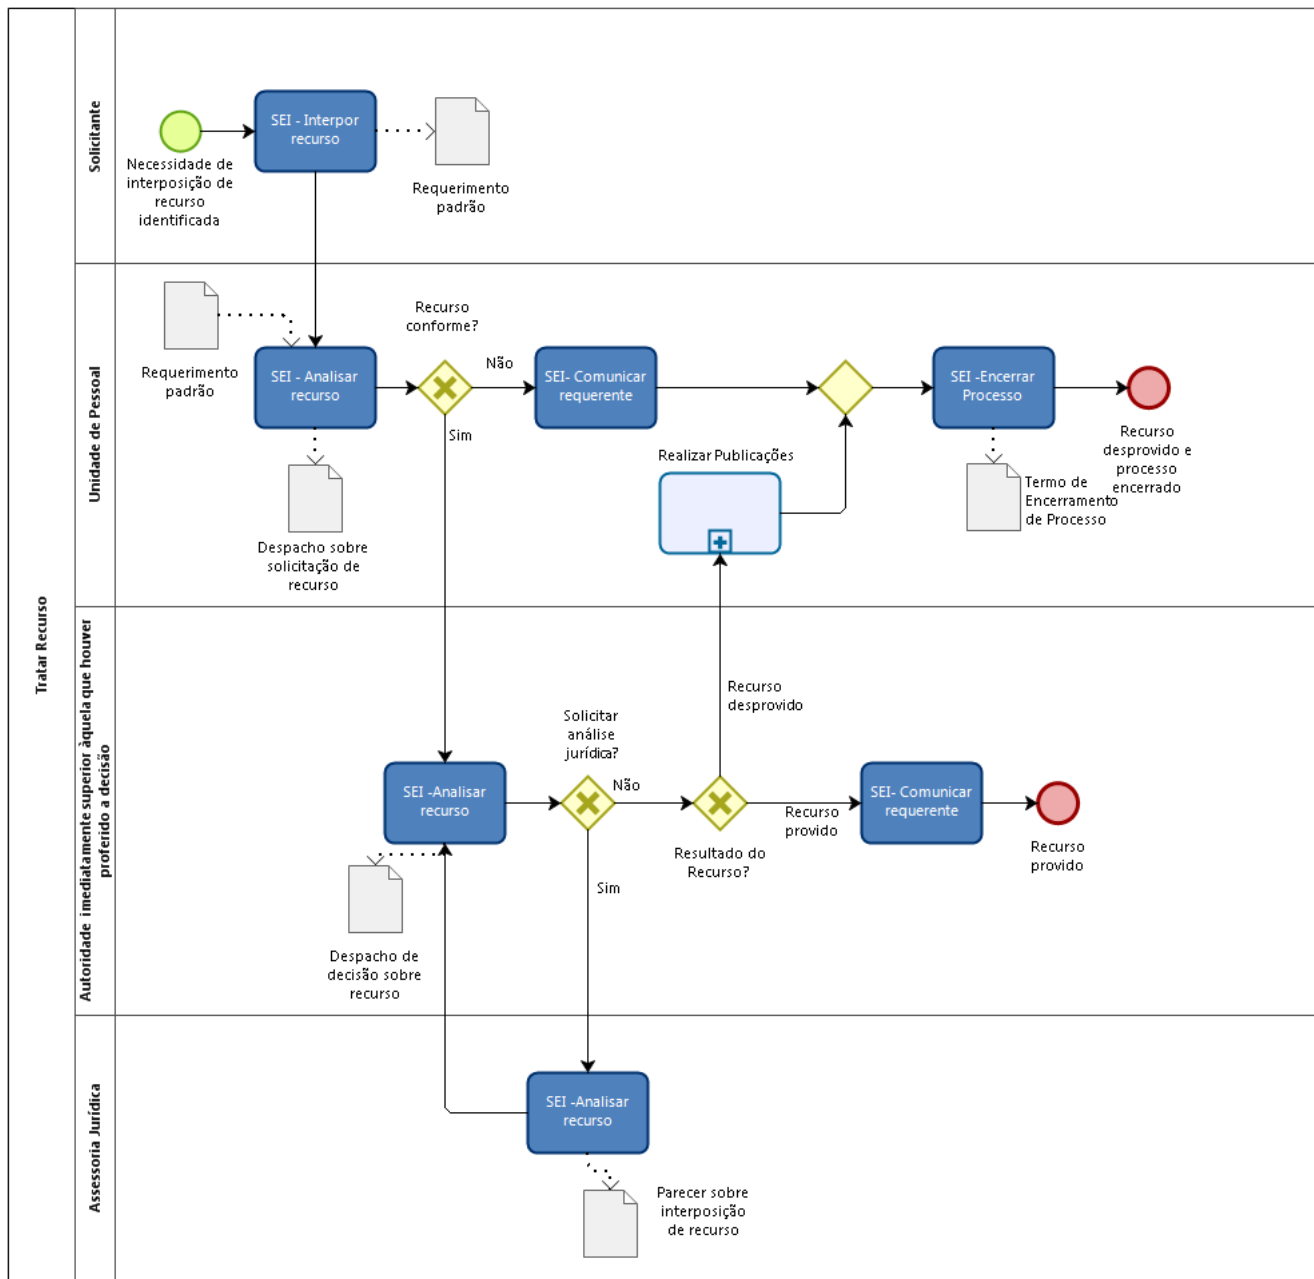 Tratar Recurso
Solicitante
Necessidade de
interposição de
recurso
identificada
SEI - Interpor
recurso
Requerimento
padrão
Unidade de Pessoal
Requerimento
padrão
SEI - Analisar
recurso
Despacho sobre
solicitação de
recurso
Recurso
conforme?
Não
Sim
SEI- Comunicar
requerente
Realizar Publicações
SEI -Encerrar
Processo
Termo de
Encerramento
de Processo
Recurso
desprovido e
processo
encerrado
Autoridade imediatamente superior àquela que houver
proferido a decisão
SEI -Analisar
recurso
Despacho de
decisão sobre
recurso
Solicitar
análise
jurídica?
Não
Sim
Recurso
desprovido
Resultado do
Recurso?
Recurso
provido
SEI- Comunicar
requerente
Recurso
provido
Assessoria Jurídica
SEI -Analisar
recurso
Parecer sobre
interposição
de recurso